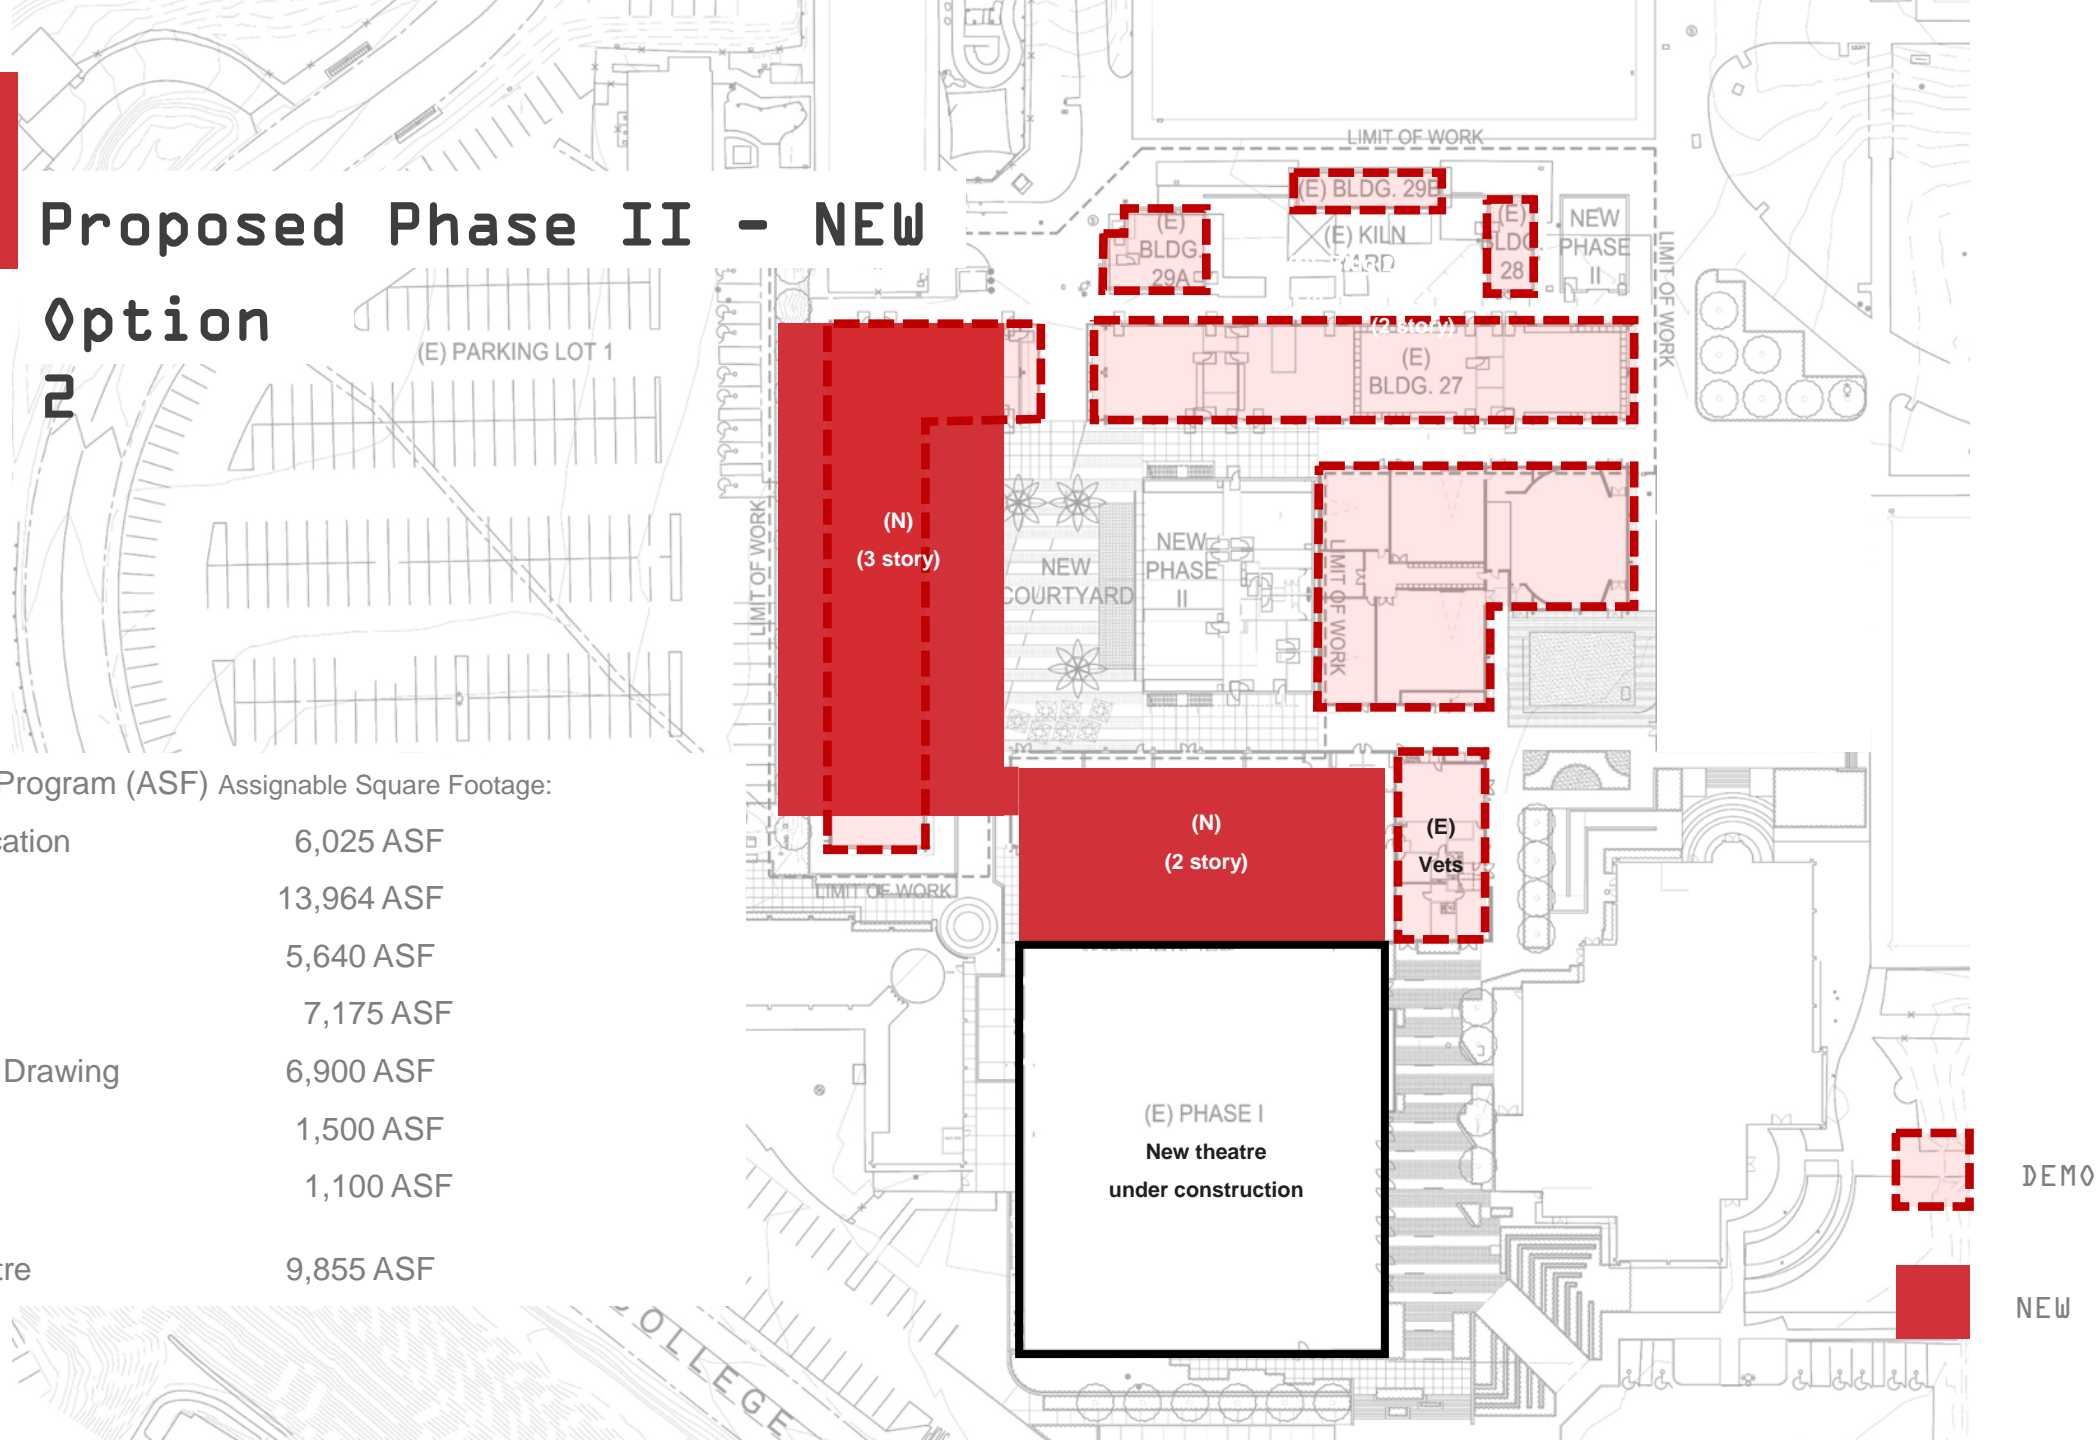 Proposed Phase II – NEW
Option
2
LIMIT OF WORK
(E) BLDG. 29B
(E)
BLDG.
29A
(E) KILN
(E)
28
NEW
PHASE
II
LIMIT OF WORK
(2 story)
(E)
BLDG. 27
(E) PARKING LOT 1
(N)
(3 story)
LIMIT OF WORK
NEW
COURTYARD
NEW
PHASE
II
LIMIT OF WORK
Program (ASF) Assignable Square Footage:
6,025 ASF
13,964 ASF
5,640 ASF
7,175 ASF
Drawing 6,900 ASF
1,500 ASF
1,100 ASF
9,855 ASF
(N)
(2 story)
(E)
Vets
LIMIT OF WORK
(E) PHASE I
New theatre
under construction
DEMO
NEW
COLLEGE